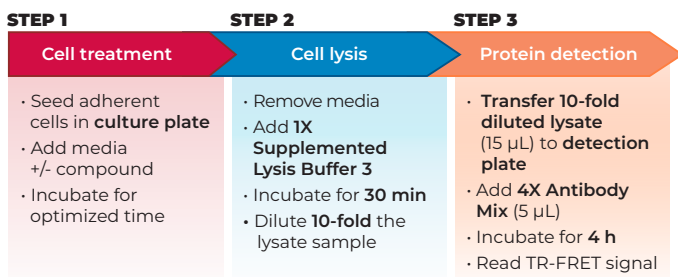 STEP 1
Cell treatment
· Seed adherent
cells in culture plate
· Add media
+/- compound
· Incubate for
optimized time
STEP 2
Cell lysis
· Remove media
· Add 1X
Supplemented
Lysis Buffer 3
· Incubate for 30 min
· Dilute 10-fold the
lysate sample
STEP 3
Protein detection
· Transfer 10-fold
diluted lysate
(15 µL) to detection
plate
· Add 4X Antibody
Mix (5 µL)
· Incubate for 4 h
· Read TR-FRET signal